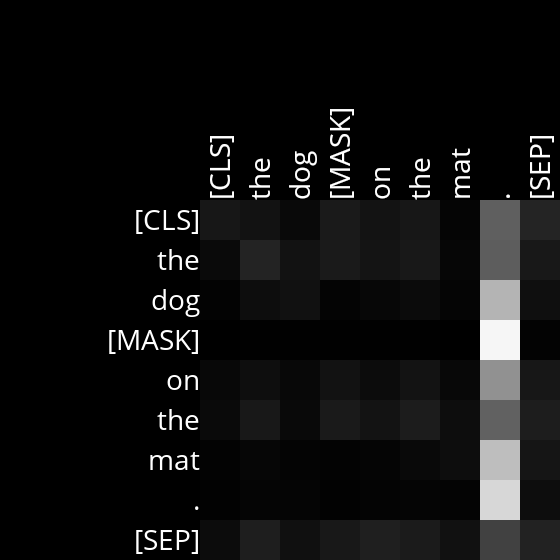 [CLS] the dog [MASK] on the mat . [SEP]
[CLS]
the
dog
[MASK]
on
the
mat
.
[SEP]